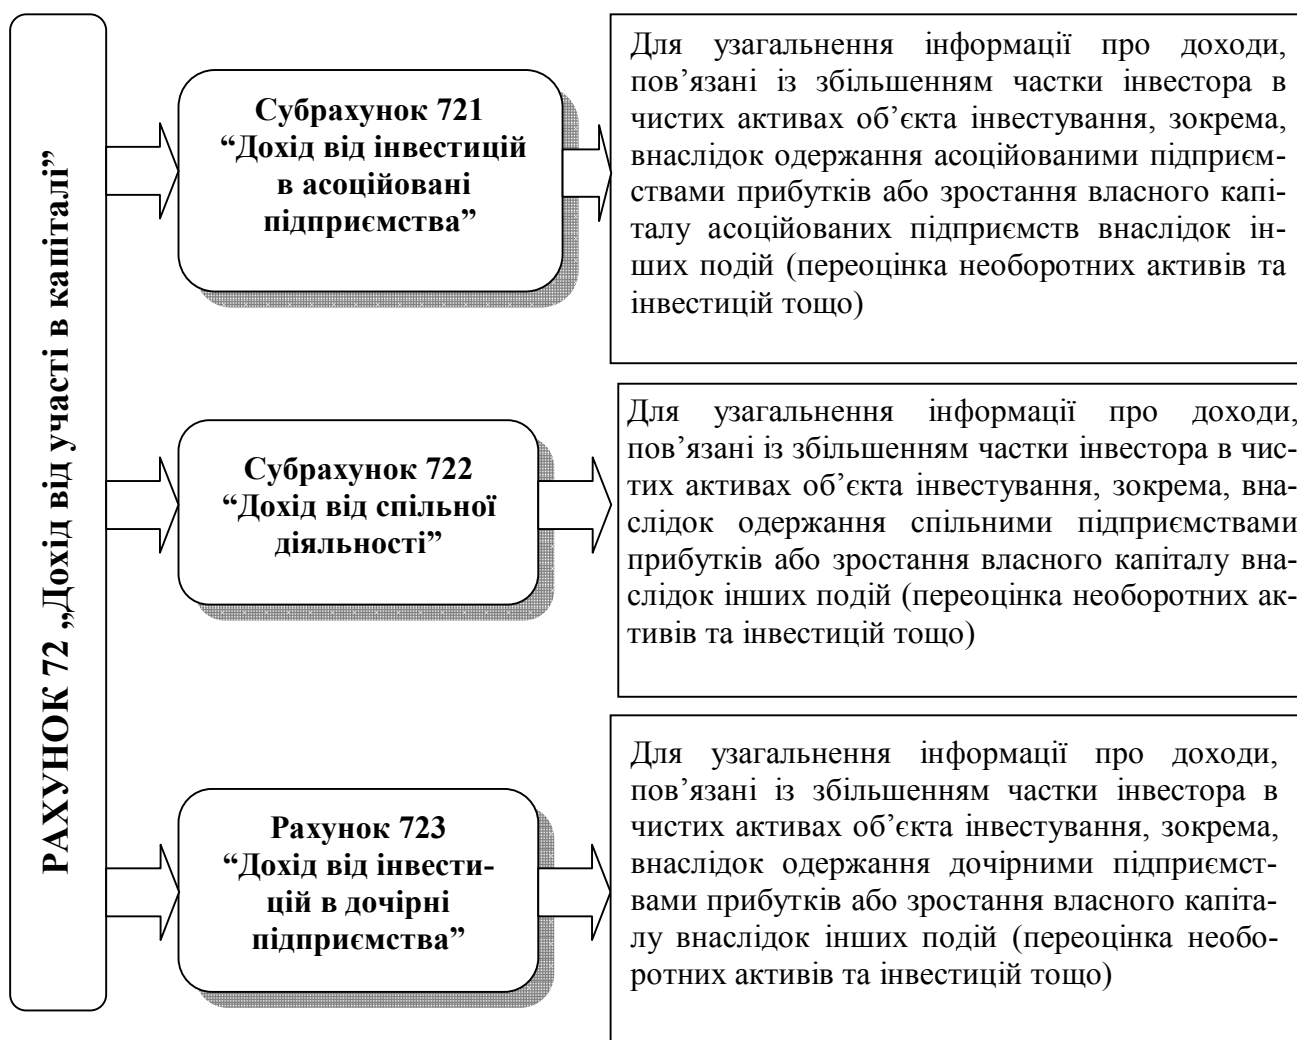 РАХУНОК 72 „Дохід від участі в капіталі”
Субрахунок 721
“Дохід від інвестицій
в асоційовані
підприємства”
Для узагальнення інформації про доходи,
пов’язані із збільшенням частки інвестора в
чистих активах об’єкта інвестування, зокрема,
внаслідок одержання асоційованими підприєм-
ствами прибутків або зростання власного капі-
талу асоційованих підприємств внаслідок ін-
ших подій (переоцінка необоротних активів та
інвестицій тощо)
Субрахунок 722
“Дохід від спільної
діяльності”
Для узагальнення інформації про доходи,
пов’язані із збільшенням частки інвестора в чис-
тих активах об’єкта інвестування, зокрема, вна-
слідок одержання спільними підприємствами
прибутків або зростання власного капіталу вна-
слідок інших подій (переоцінка необоротних ак-
тивів та інвестицій тощо)
Рахунок 723
“Дохід від інвести-
цій в дочірні
підприємства”
Для узагальнення інформації про доходи,
пов’язані із збільшенням частки інвестора в
чистих активах об’єкта інвестування, зокрема,
внаслідок одержання дочірними підприємст-
вами прибутків або зростання власного капіта-
лу внаслідок інших подій (переоцінка необо-
ротних активів та інвестицій тощо)